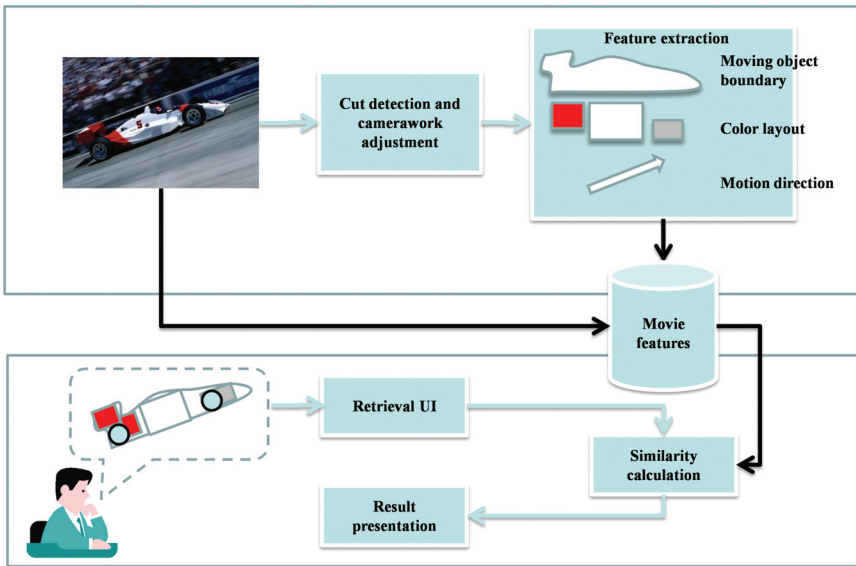 Feature extraction
Moving object
boundary
Cut detection and
camerawork
adjustment
Color layout
Motion direction
Movie
features
Retrieval UI
Similarity
calculation
Result
presentation